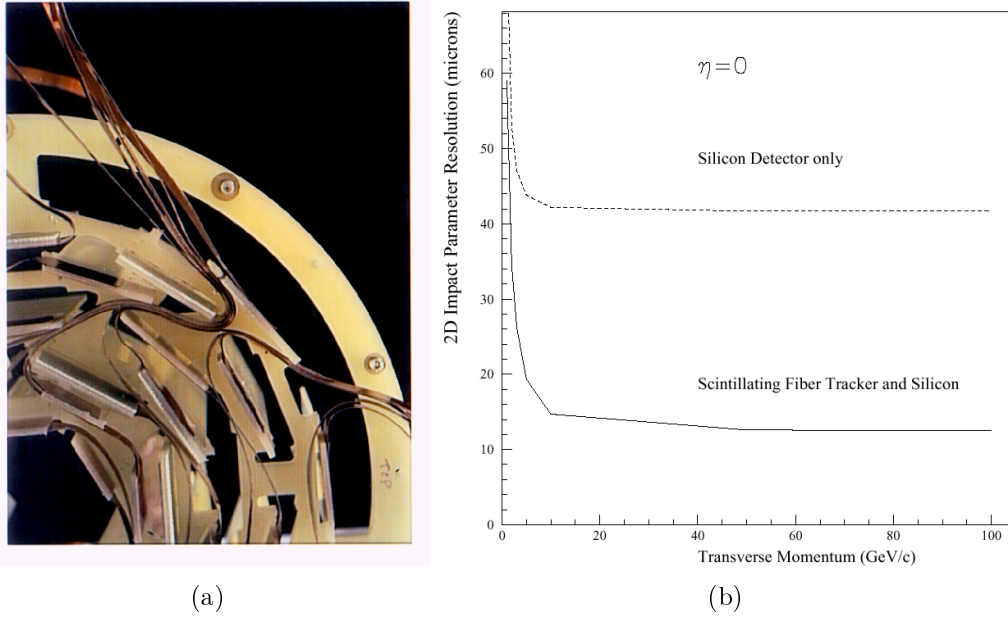 2D Impact Parameter Resolution (microns)
60
50
40
30
20
10
0
η=0
Silicon Detector only
Scintillating Fiber Tracker and Silicon
0 20 40 60 80 100
Transverse Momentum (GeV/c)
(a) (b)